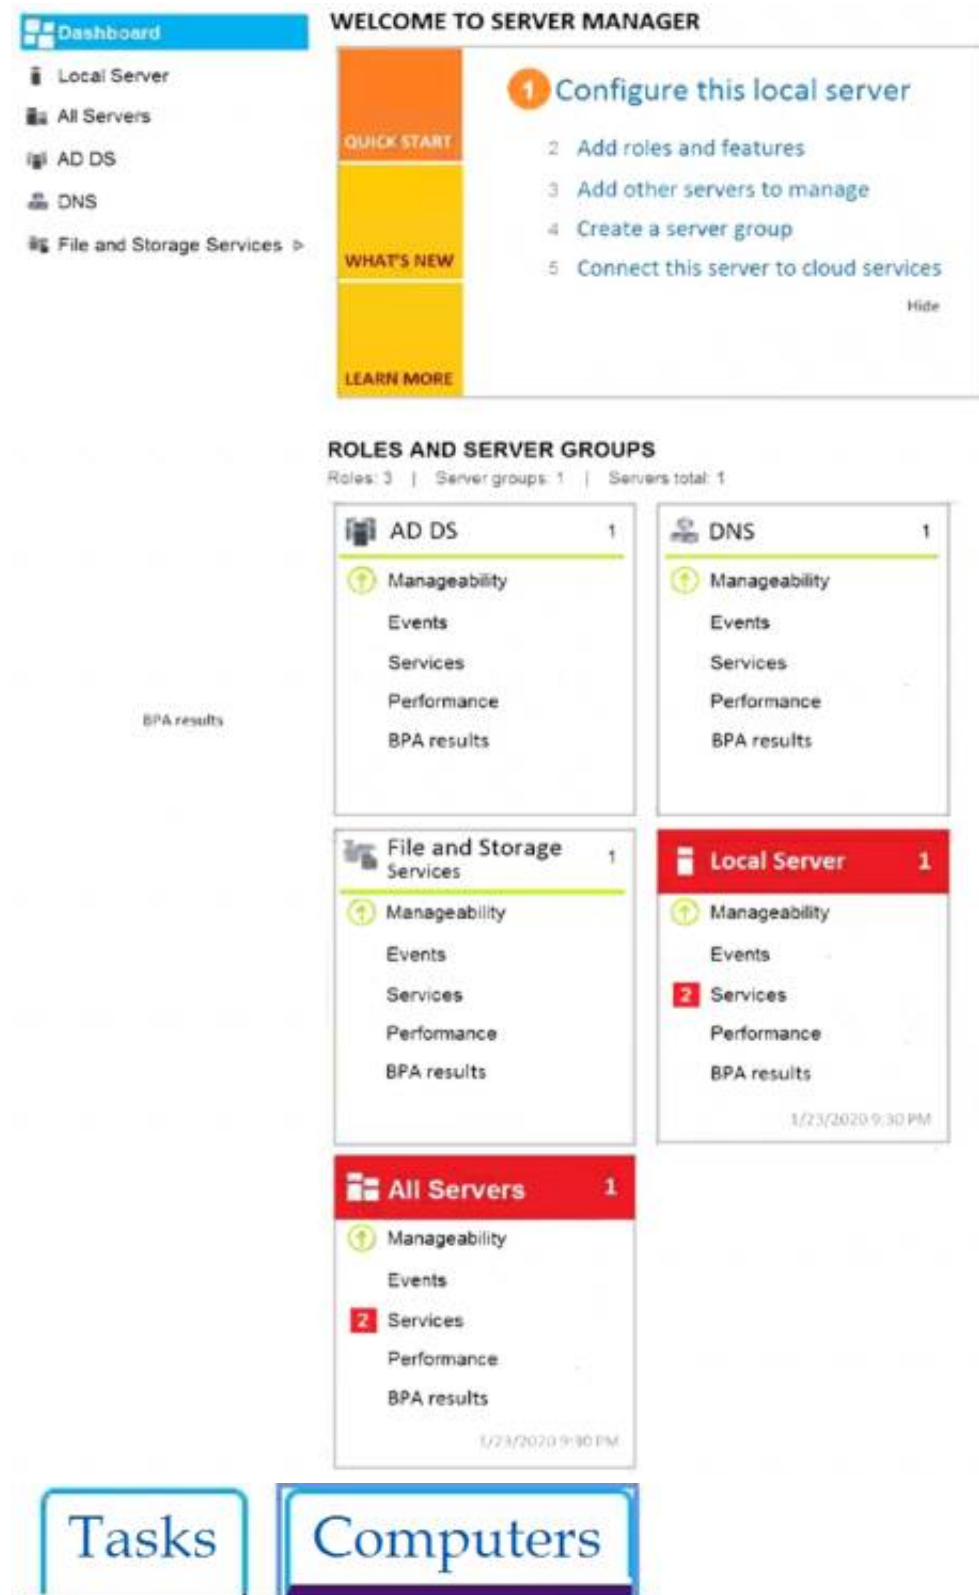 Dashboard
Local Server
All Servers
AD DS
DNS
File and Storage Services
WELCOME TO SERVER MANAGER
QUICK START
WHAT'S NEW
LEARN MORE
1 Configure this local server
2 Add roles and features
3 Add other servers to manage
4 Create a server group
5 Connect this server to cloud services
Hide
ROLES AND SERVER GROUPS
Roles: 3 | Server groups: 1 | Servers total: 1
AD DS 1
Manageability
Events
Services
Performance
BPA results
DNS 1
Manageability
Events
Services
Performance
BPA results
BPA results
File and Storage 1
Services
Manageability
Events
Services
Performance
BPA results
Local Server 1
Manageability
Events
2 Services
Performance
BPA results
1/23/2020 9:30 PM
All Servers 1
Manageability
Events
2 Services
Performance
BPA results
1/23/2020 9:30 PM
Tasks
Computers